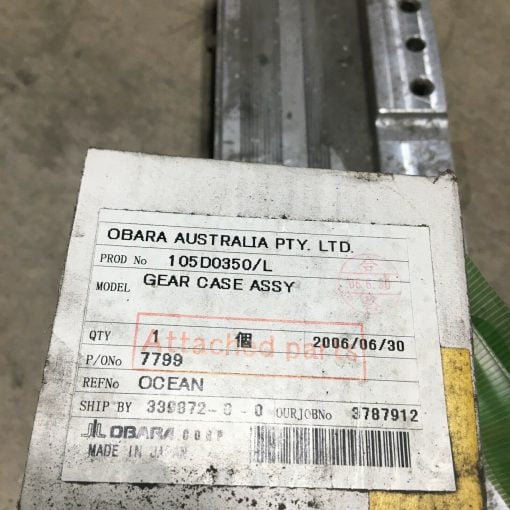 OBARA AUSTRALIA PTY. LTD.
PROD No 105D0350/L
MODEL GEAR CASE ASSY
QTY 1 個 2006/06/30
Attached parts
P/ONo 7799
REFNo OCEAN
SHIP BY 339872-0-0 OURJOBNo 3787912
OBARA CORP
MADE IN JAPAN